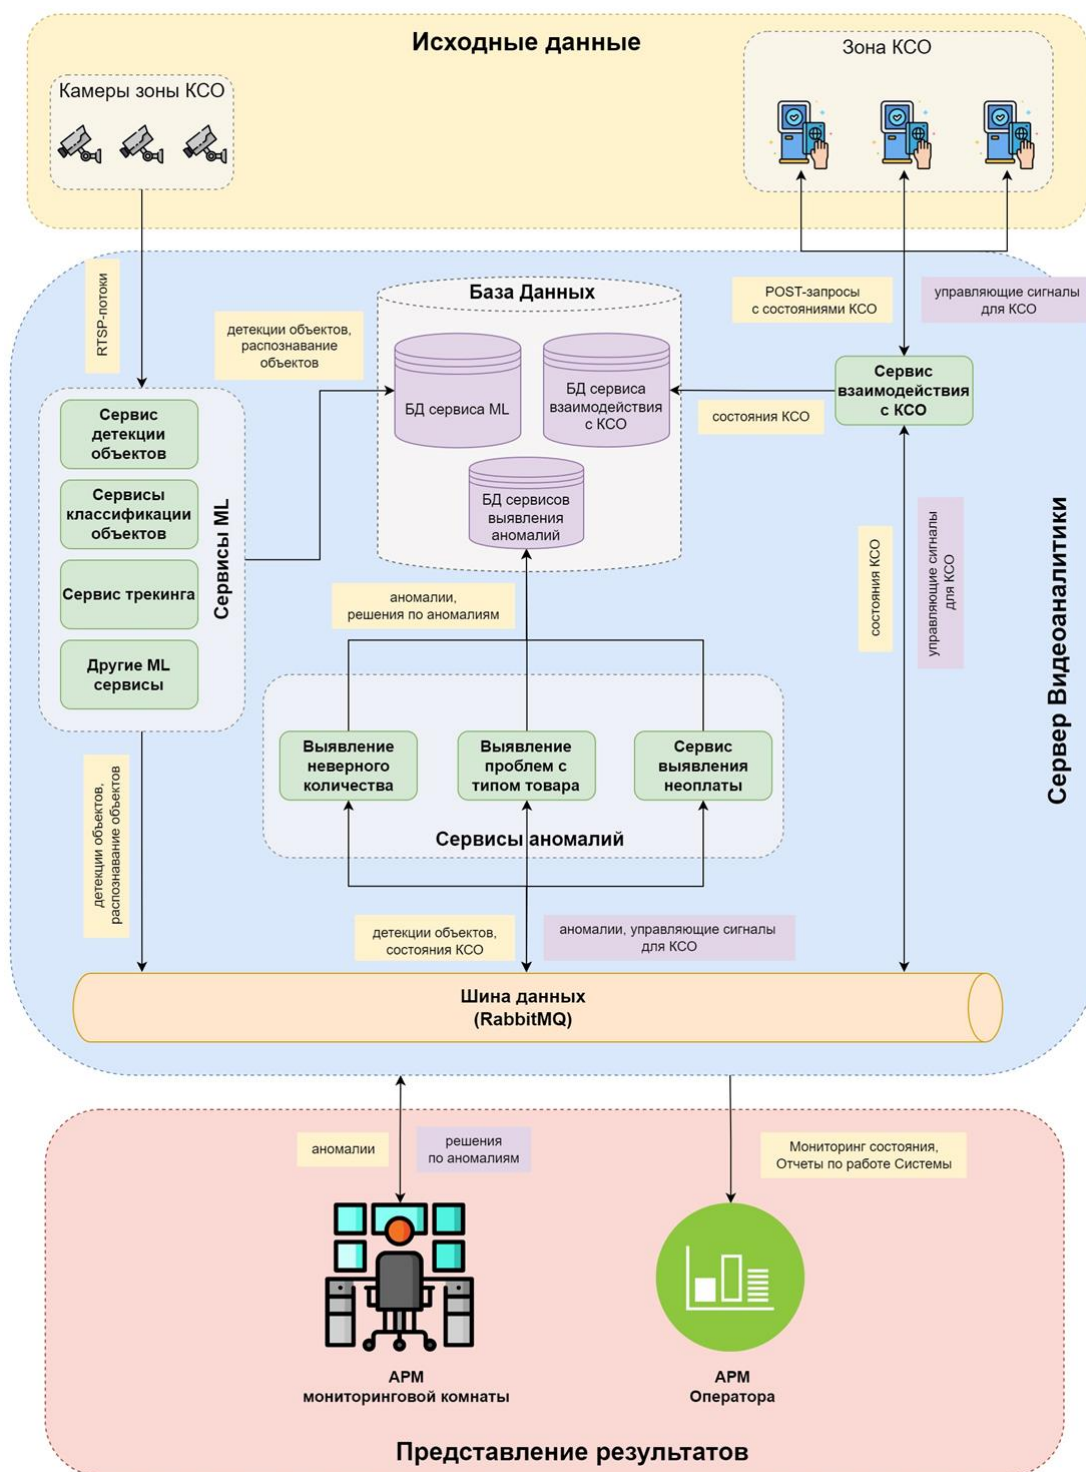 Исходные данные
Камеры зоны КСО
Зона КСО
RTSP-потоки
детекции объектов,
распознавание
объектов
База Данных
БД сервиса ML
БД сервиса
взаимодействия
с КСО
БД сервисов
выявления
аномалий
POST-запросы
с состояниями КСО
управляющие сигналы
для КСО
Сервис
взаимодействия
с КСО
состояния КСО
Сервис
детекции
объектов
Сервисы
классификации
объектов
Сервис трекинга
Другие ML
сервисы
Сервисы ML
аномалии,
решения по аномалиям
состояния КСО
управляющие сигналы
для КСО
Сервер Видеоаналитики
Выявление
неверного
количества
Выявление
проблем с
типом товара
Сервис
выявления
неоплаты
Сервисы аномалий
детекции объектов,
распознавание объектов
детекции объектов,
состояния КСО
аномалии, управляющие сигналы
для КСО
Шина данных
(RabbitMQ)
аномалии
решения
по аномалиям
Мониторинг состояния,
Отчеты по работе Системы
АРМ
мониторинговой комнаты
АРМ
Оператора
Представление результатов